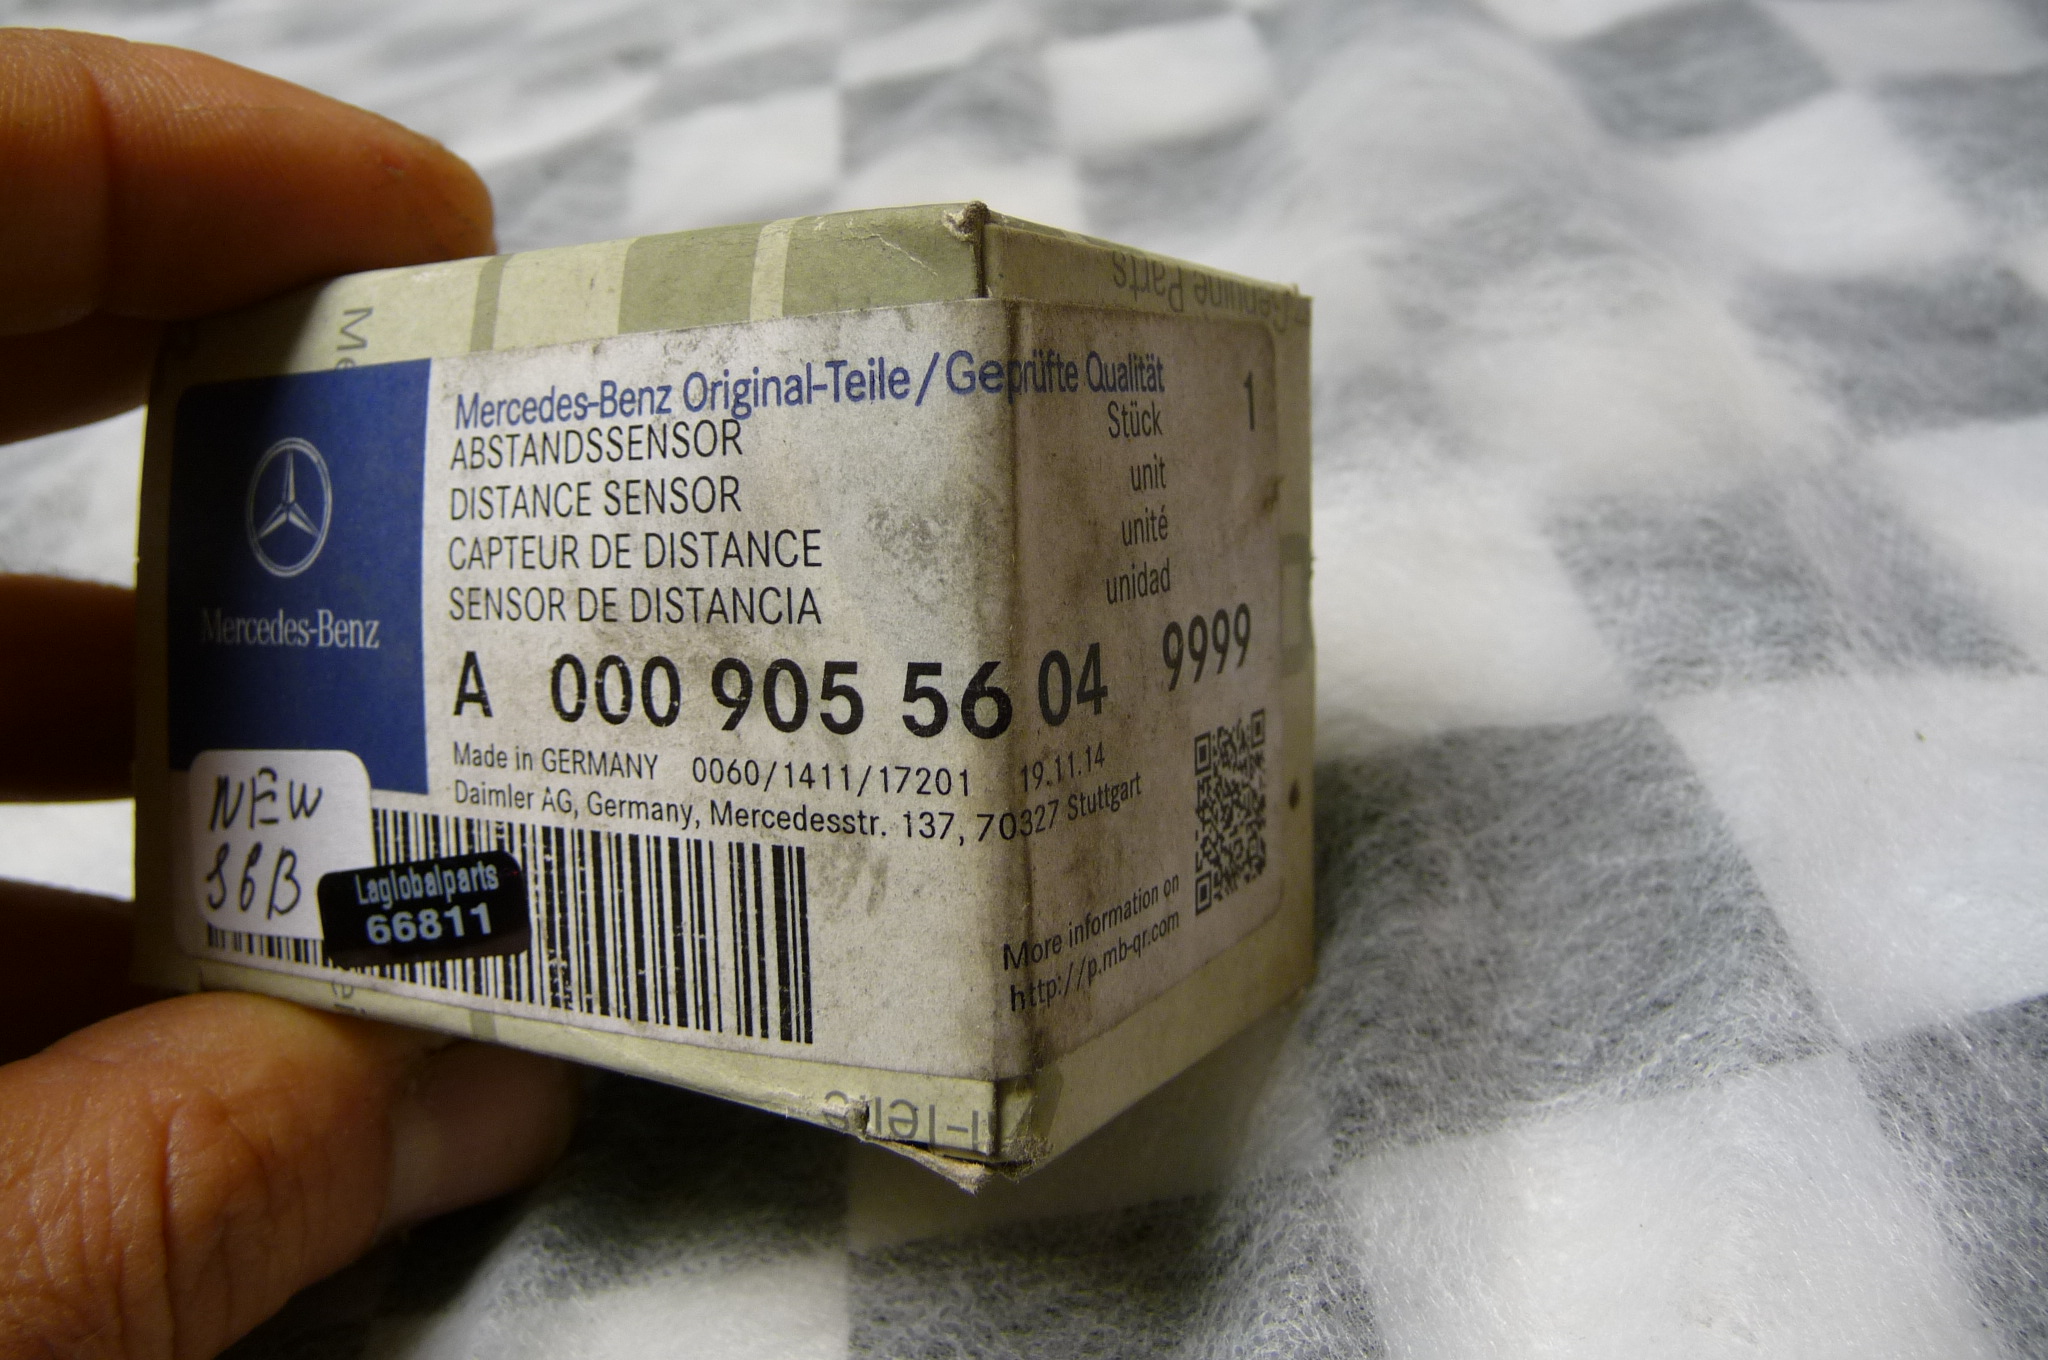 Genuine Parts
Me
Mercedes-Benz Original-Teile / Geprüfte Qualität
ABSTANDSSENSOR
DISTANCE SENSOR
CAPTEUR DE DISTANCE
SENSOR DE DISTANCIA
Stück 1
unit
unité
unidad
Mercedes-Benz
A 000 905 56 04 9999
Made in GERMANY 0060/1411/17201 19.11.14
Daimler AG, Germany, Mercedesstr. 137, 70327 Stuttgart
NEW
S6B
Laglobalparts
66811
More information on
http://p.mb-qr.com